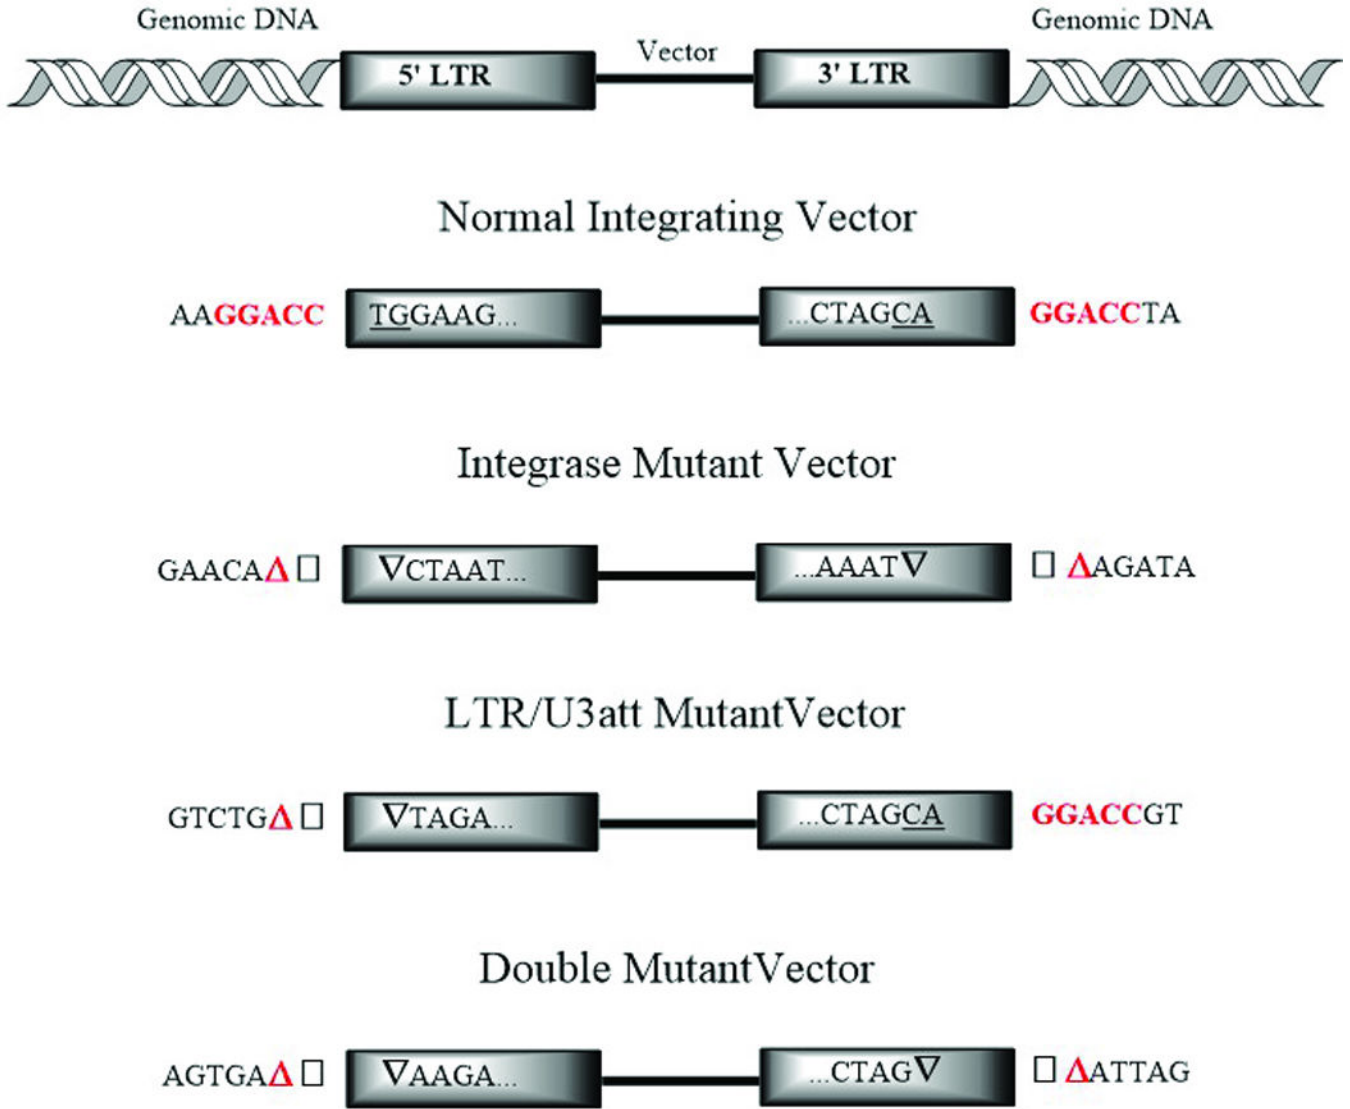 Genomic DNA Genomic DNA
5' LTR Vector 3' LTR
Normal Integrating Vector
AAGGACC TGGAAG... ...CTAGCA GGACCTA
Integrase Mutant Vector
GAACAΔ□ ∇CTAAT... ...AAAT∇ □ΔAGATA
LTR/U3att MutantVector
GTCTGΔ□ ∇TAGA... ...CTAGCA GGACCGT
Double MutantVector
AGTGAΔ□ ∇AAGA... ...CTAG∇ □ΔATTAG